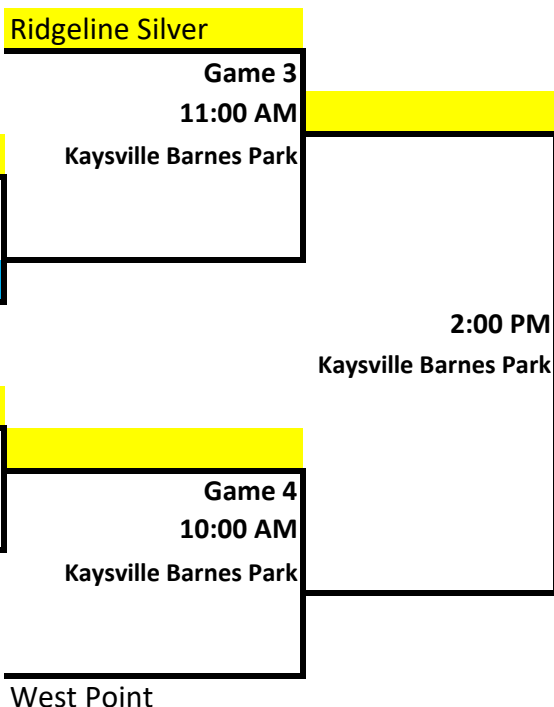 Ridgeline Silver
Game 3
11:00 AM
Kaysville Barnes Park
2:00 PM
Kaysville Barnes Park
Game 4
10:00 AM
Kaysville Barnes Park
West Point